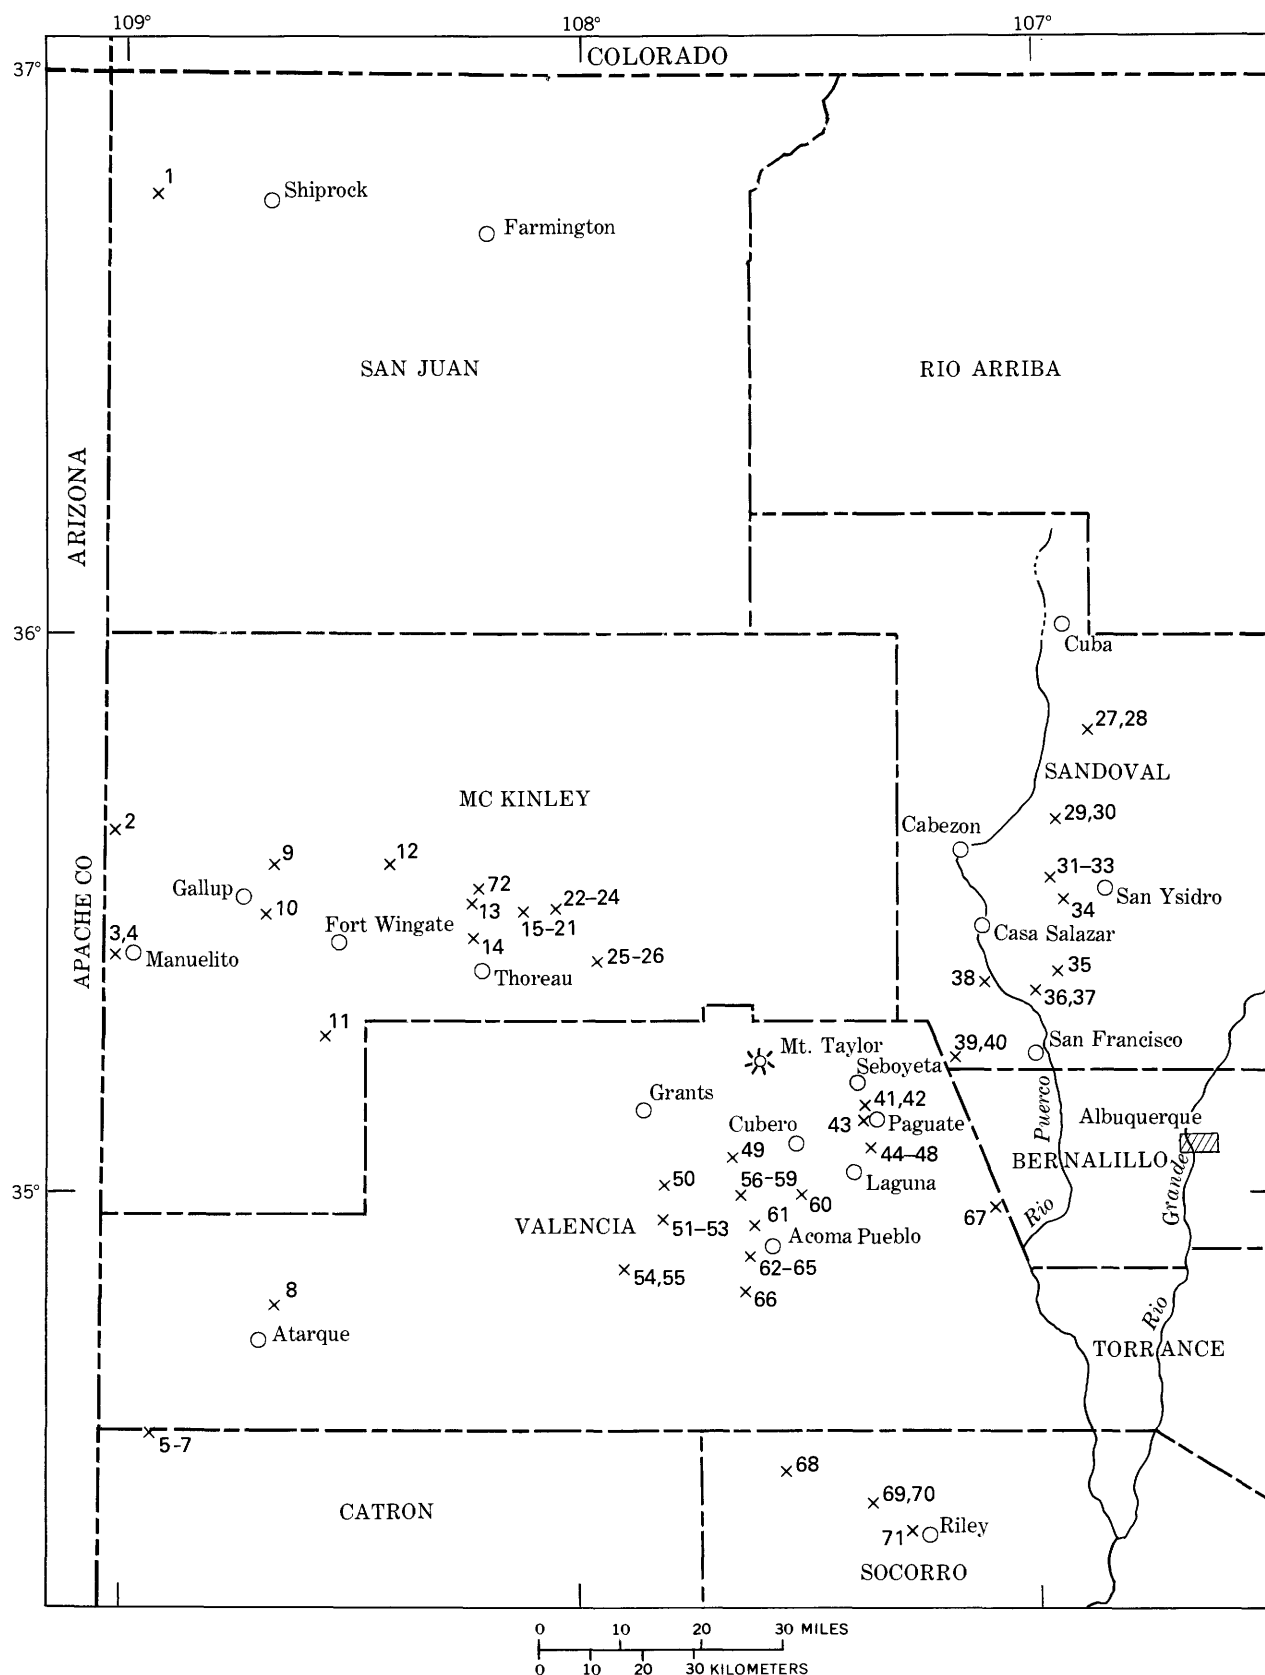 109° 108° 107°
37°
COLORADO
1
Shiprock
Farmington
SAN JUAN
RIO ARRIBA
ARIZONA
36°
Cuba
27,28
SANDOVAL
MC KINLEY
29,30
2
Cabezon
9
12
31–33
Gallup
72
22–24
San Ysidro
10
13
34
Fort Wingate
15–21
Casa Salazar
3,4
14
APACHE CO
Manuelito
25–26
35
Thoreau
38
36,37
11
39,40
San Francisco
Mt. Taylor
Seboyeta
Grants
41,42
Puerco
Albuquerque
Cubero
43
Paguate
49
44–48
BERNALILLO
50
56–59
Laguna
35°
60
Grande
51–53
VALENCIA
61
67
Rio
Acoma Pueblo
54,55
62–65
66
8
Rio
Atarque
TORRANCE
5–7
68
69,70
CATRON
71
Riley
SOCORRO
0 10 20 30 MILES
0 10 20 30 KILOMETERS